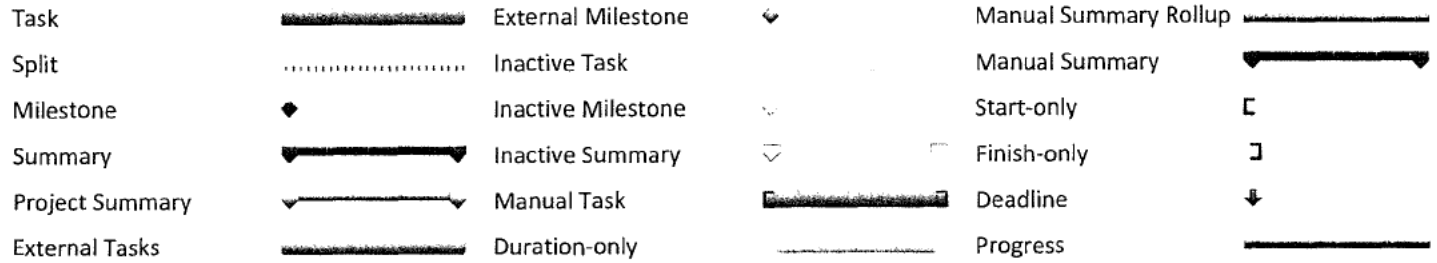 Task External Milestone Manual Summary Rollup
Split Inactive Task Manual Summary
Milestone Inactive Milestone Start-only
Summary Inactive Summary Finish-only
Project Summary Manual Task Deadline
External Tasks Duration-only Progress